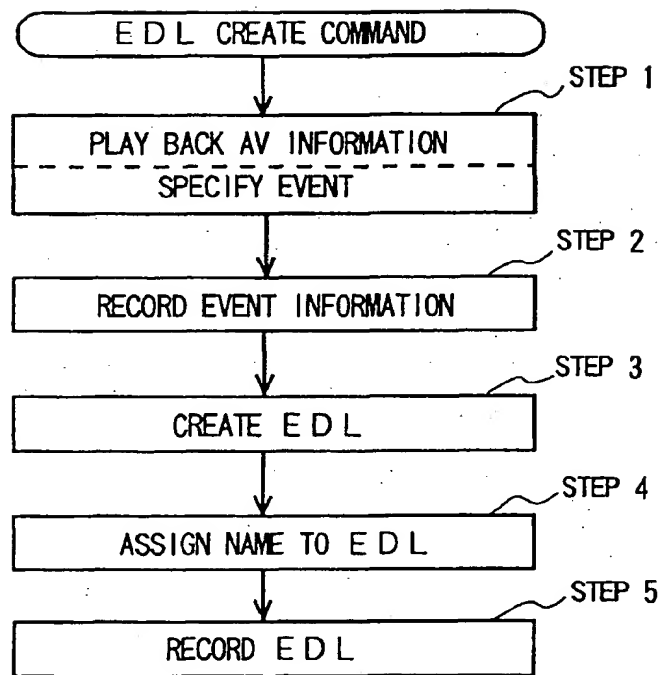 EDL CREATE COMMAND
STEP 1
PLAY BACK AV INFORMATION
SPECIFY EVENT
STEP 2
RECORD EVENT INFORMATION
STEP 3
CREATE EDL
STEP 4
ASSIGN NAME TO EDL
STEP 5
RECORD EDL